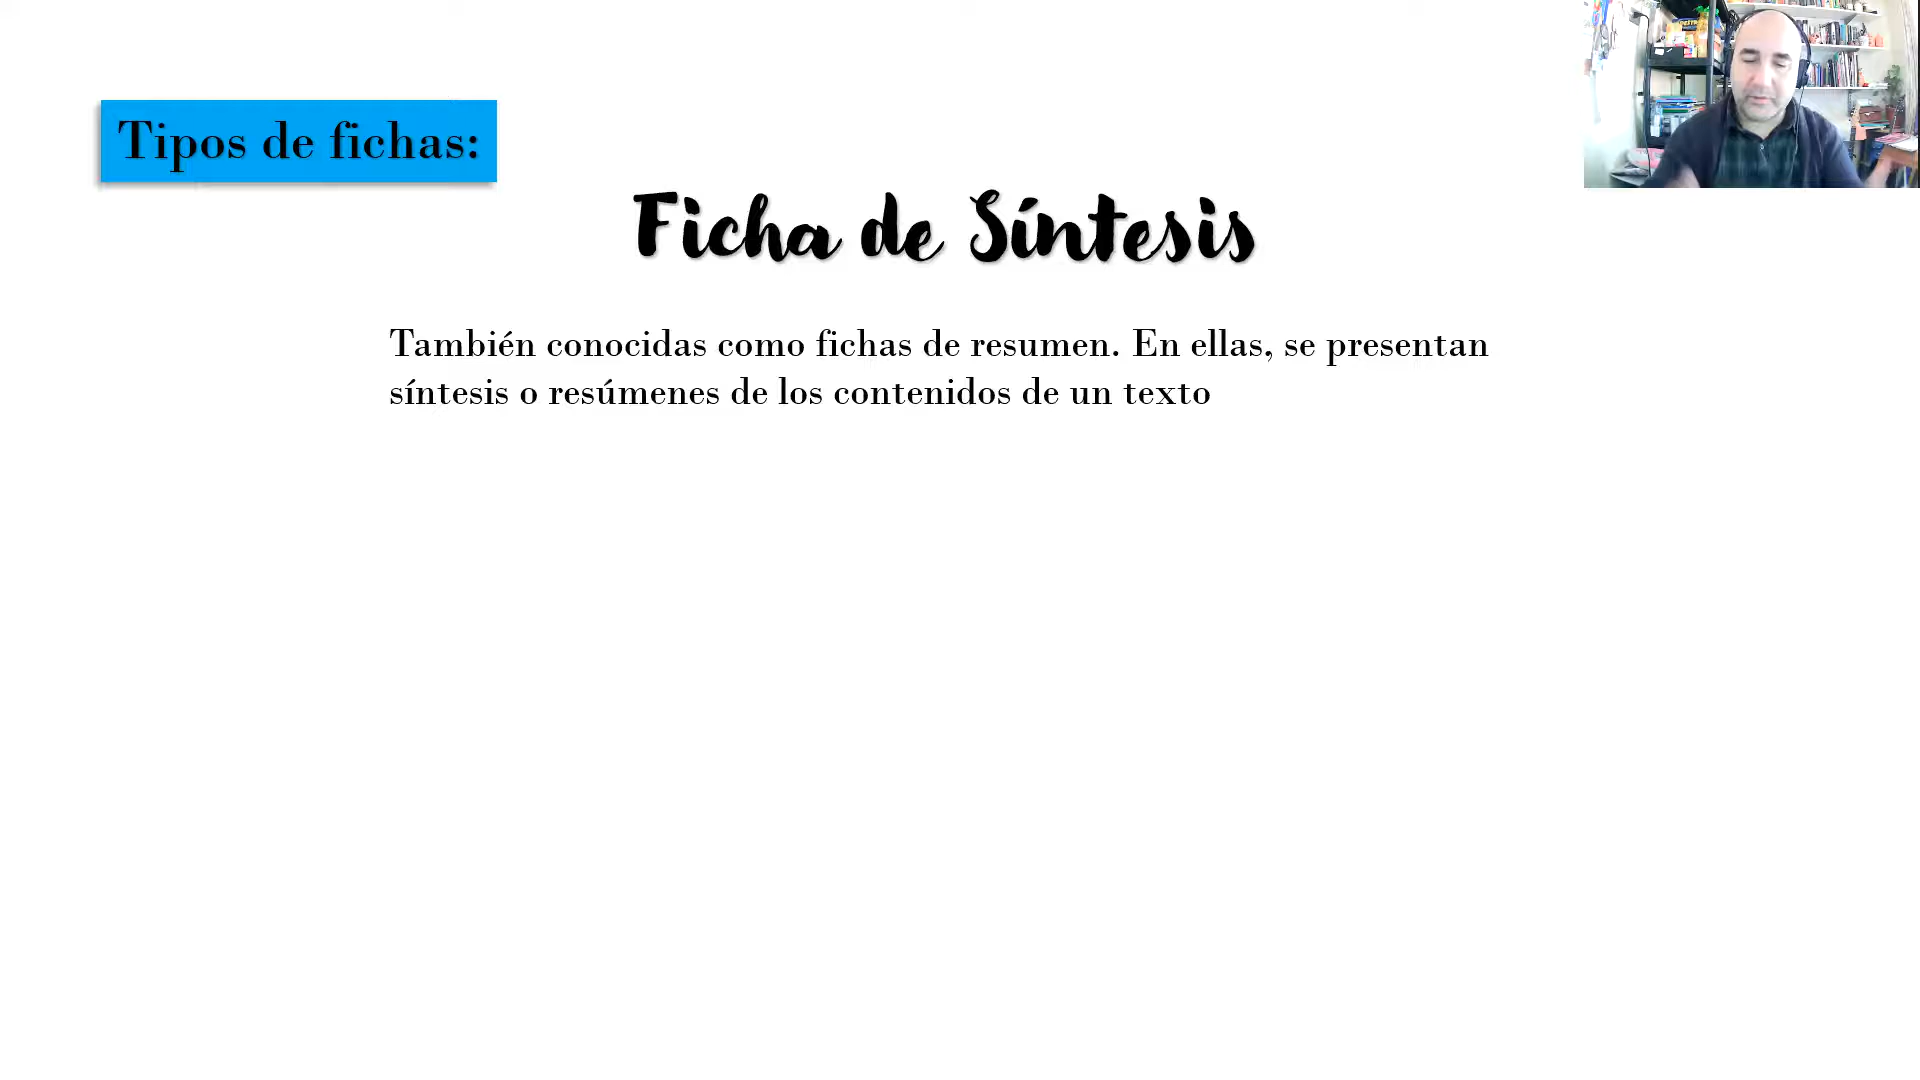 Tipos de fichas:
Ficha de Síntesis
También conocidas como fichas de resumen. En ellas, se presentan
síntesis o resúmenes de los contenidos de un texto